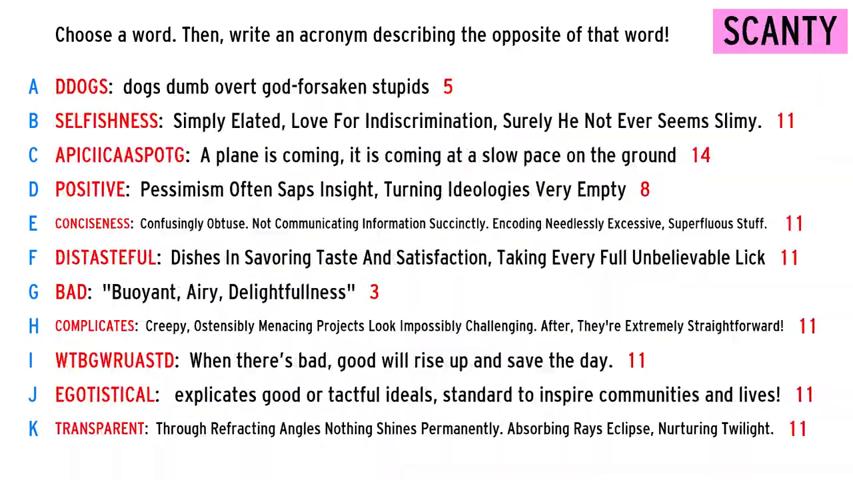 Choose a word. Then, write an acronym describing the opposite of that word!
SCANTY
A DDOGS: dogs dumb overt god-forsaken stupids 5
B SELFISHNESS: Simply Elated, Love For Indiscrimination, Surely He Not Ever Seems Slimy. 11
C APICIICAASPOTG: A plane is coming, it is coming at a slow pace on the ground 14
D POSITIVE: Pessimism Often Saps Insight, Turning Ideologies Very Empty 8
E CONCISENESS: Confusingly Obtuse. Not Communicating Information Succinctly. Encoding Needlessly Excessive, Superfluous Stuff. 11
F DISTASTEFUL: Dishes In Savoring Taste And Satisfaction, Taking Every Full Unbelievable Lick 11
G BAD: "Buoyant, Airy, Delightfullness" 3
H COMPLICATES: Creepy, Ostensibly Menacing Projects Look Impossibly Challenging. After, They're Extremely Straightforward! 11
I WTBGWRUASTD: When there's bad, good will rise up and save the day. 11
J EGOTISTICAL: explicates good or tactful ideals, standard to inspire communities and lives! 11
K TRANSPARENT: Through Refracting Angles Nothing Shines Permanently. Absorbing Rays Eclipse, Nurturing Twilight. 11